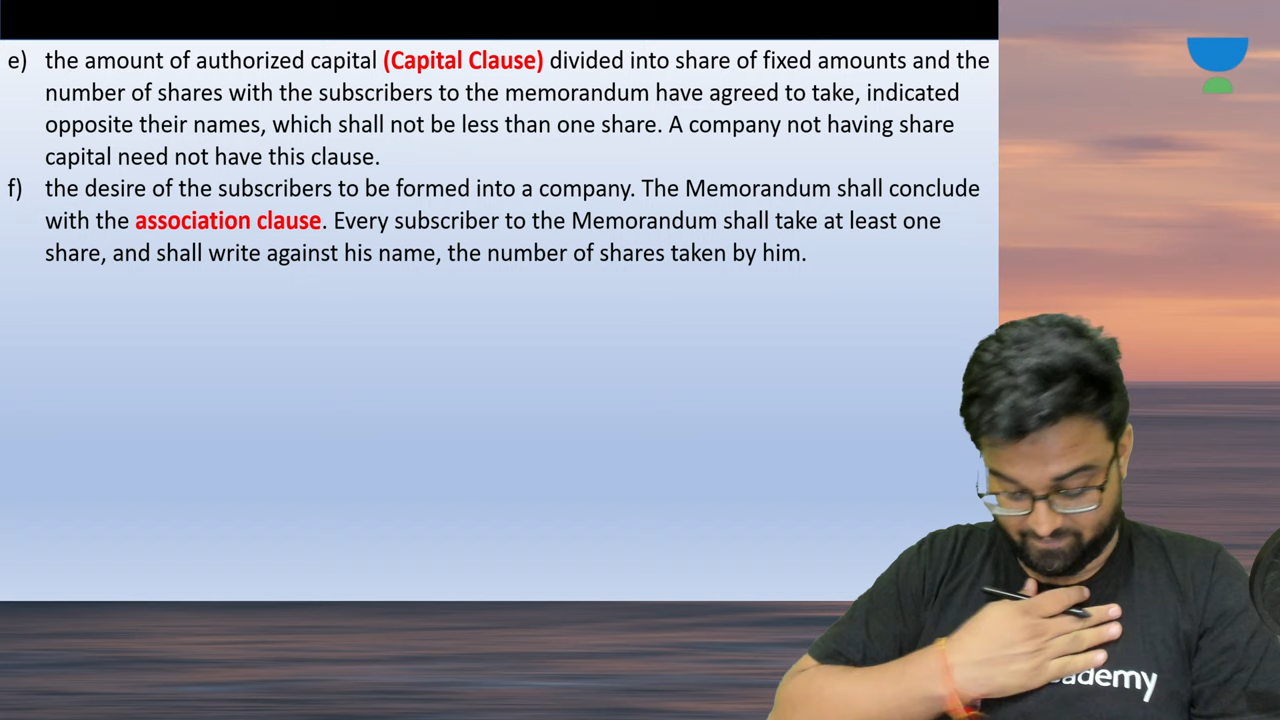 e) the amount of authorized capital (Capital Clause) divided into share of fixed amounts and the
number of shares with the subscribers to the memorandum have agreed to take, indicated
opposite their names, which shall not be less than one share. A company not having share
capital need not have this clause.
f) the desire of the subscribers to be formed into a company. The Memorandum shall conclude
with the association clause. Every subscriber to the Memorandum shall take at least one
share, and shall write against his name, the number of shares taken by him.
ademy